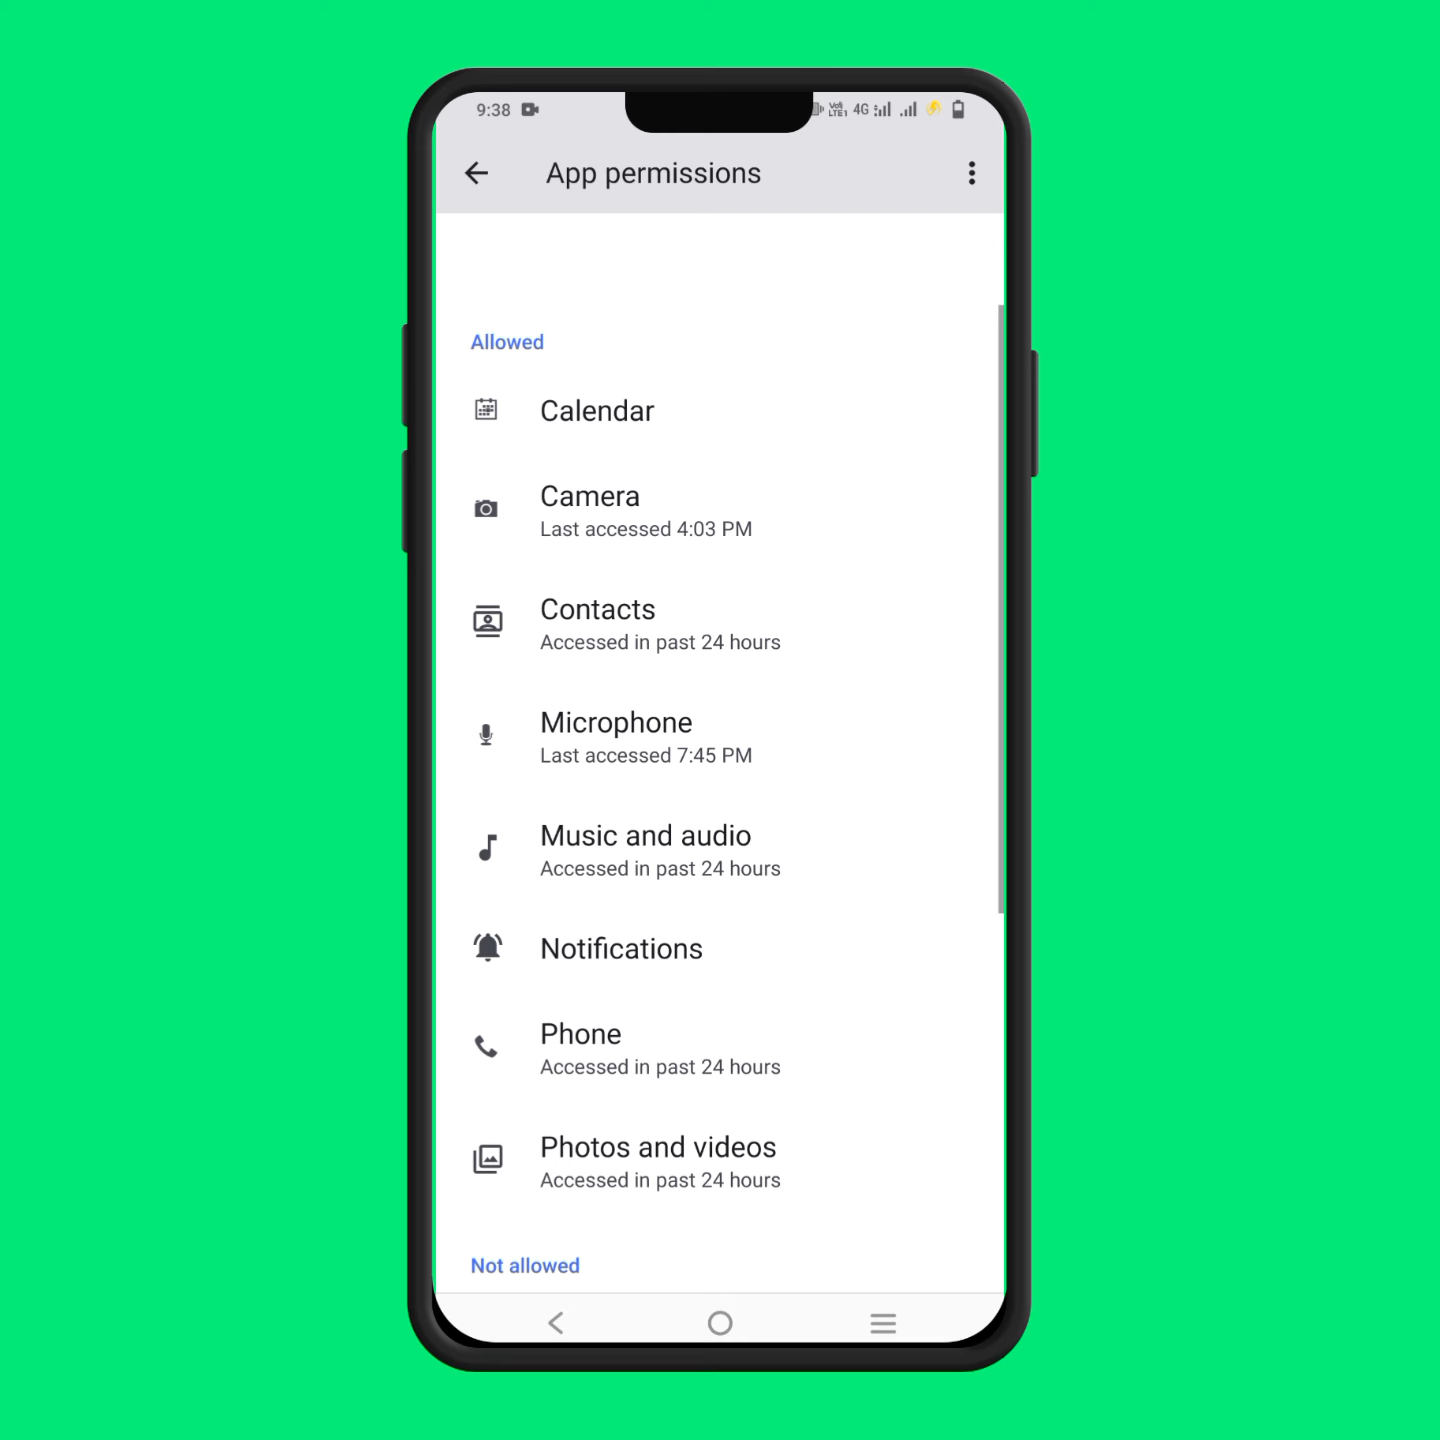 9:38
VoB LTE1 4G
App permissions
Allowed
Calendar
Camera
Last accessed 4:03 PM
Contacts
Accessed in past 24 hours
Microphone
Last accessed 7:45 PM
Music and audio
Accessed in past 24 hours
Notifications
Phone
Accessed in past 24 hours
Photos and videos
Accessed in past 24 hours
Not allowed